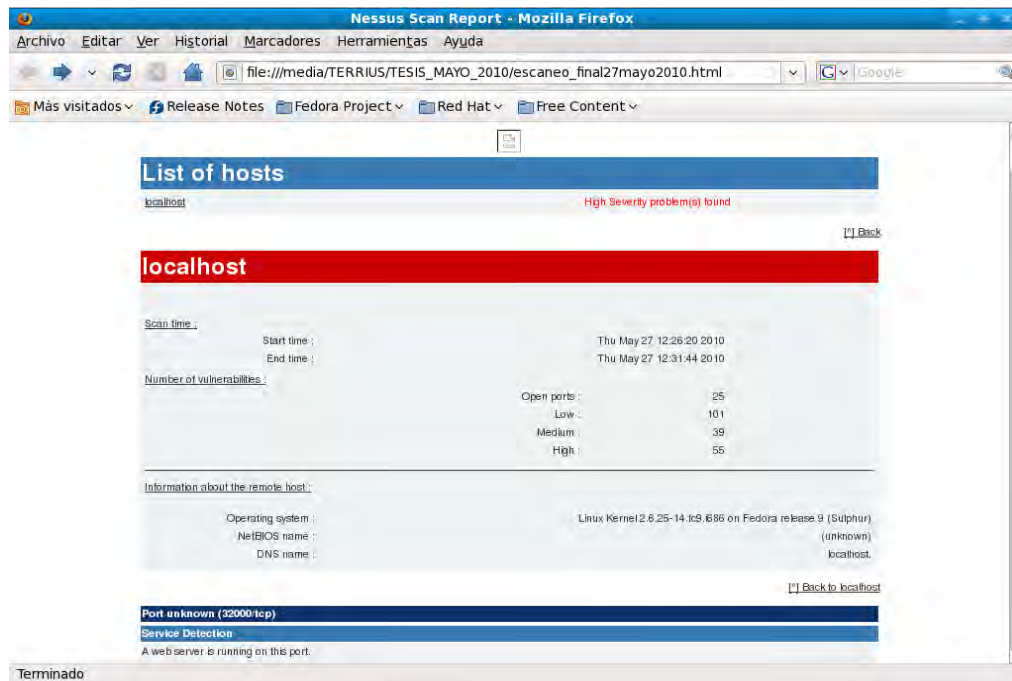 Nessus Scan Report - Mozilla Firefox
Archivo Editar Ver Historial Marcadores Herramientas Ayuda
file:///media/TERRIUS/TESIS_MAYO_2010/escaneo_final27mayo2010.html
G Google
Más visitados Release Notes Fedora Project Red Hat Free Content
List of hosts
localhost High Severity problem(s) found
[^] Back
localhost
Scan time :
Start time : Thu May 27 12:26:20 2010
End time : Thu May 27 12:31:44 2010
Number of vulnerabilities :
Open ports : 25
Low : 101
Medium : 39
High : 55
Information about the remote host :
Operating system : Linux Kernel 2.6.25-14.fc9.i686 on Fedora release 9 (Sulphur)
NetBIOS name : (unknown)
DNS name : localhost.
[^] Back to localhost
Port unknown (32000/tcp)
Service Detection
A web server is running on this port.
Terminado